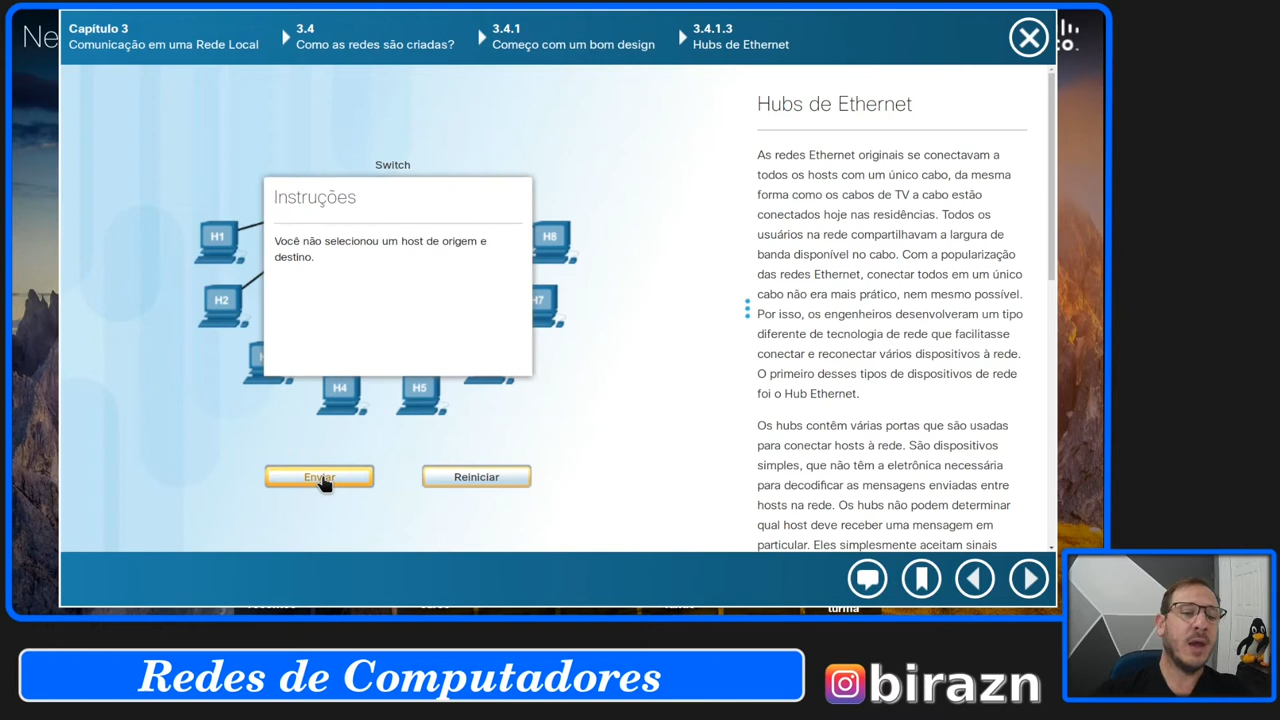 Ne
Capítulo 3
Comunicação em uma Rede Local
3.4
Como as redes são criadas?
3.4.1
Começo com um bom design
3.4.1.3
Hubs de Ethernet
Hubs de Ethernet
As redes Ethernet originais se conectavam a
todos os hosts com um único cabo, da mesma
forma como os cabos de TV a cabo estão
conectados hoje nas residências. Todos os
usuários na rede compartilhavam a largura de
banda disponível no cabo. Com a popularização
das redes Ethernet, conectar todos em um único
cabo não era mais prático, nem mesmo possível.
Por isso, os engenheiros desenvolveram um tipo
diferente de tecnologia de rede que facilitasse
conectar e reconectar vários dispositivos à rede.
O primeiro desses tipos de dispositivos de rede
foi o Hub Ethernet.
Os hubs contêm várias portas que são usadas
para conectar hosts à rede. São dispositivos
simples, que não têm a eletrônica necessária
para decodificar as mensagens enviadas entre
hosts na rede. Os hubs não podem determinar
qual host deve receber uma mensagem em
particular. Eles simplesmente aceitam sinais
Switch
Instruções
Você não selecionou um host de origem e
destino.
H1
H8
H2
H7
H4
H5
Enviar
Reiniciar
turma
Redes de Computadores
birazn